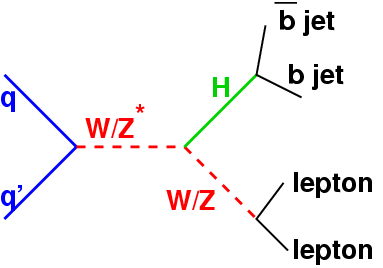 b̅ jet
b jet
H
q
W/Z*
q'
W/Z
lepton
lepton